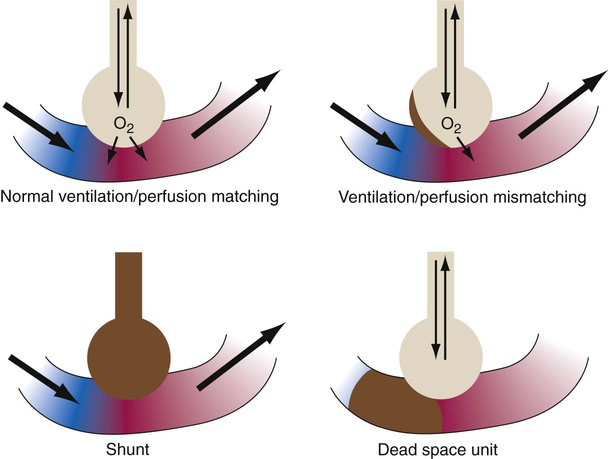 O2
O2
Normal ventilation/perfusion matching
Ventilation/perfusion mismatching
Shunt
Dead space unit